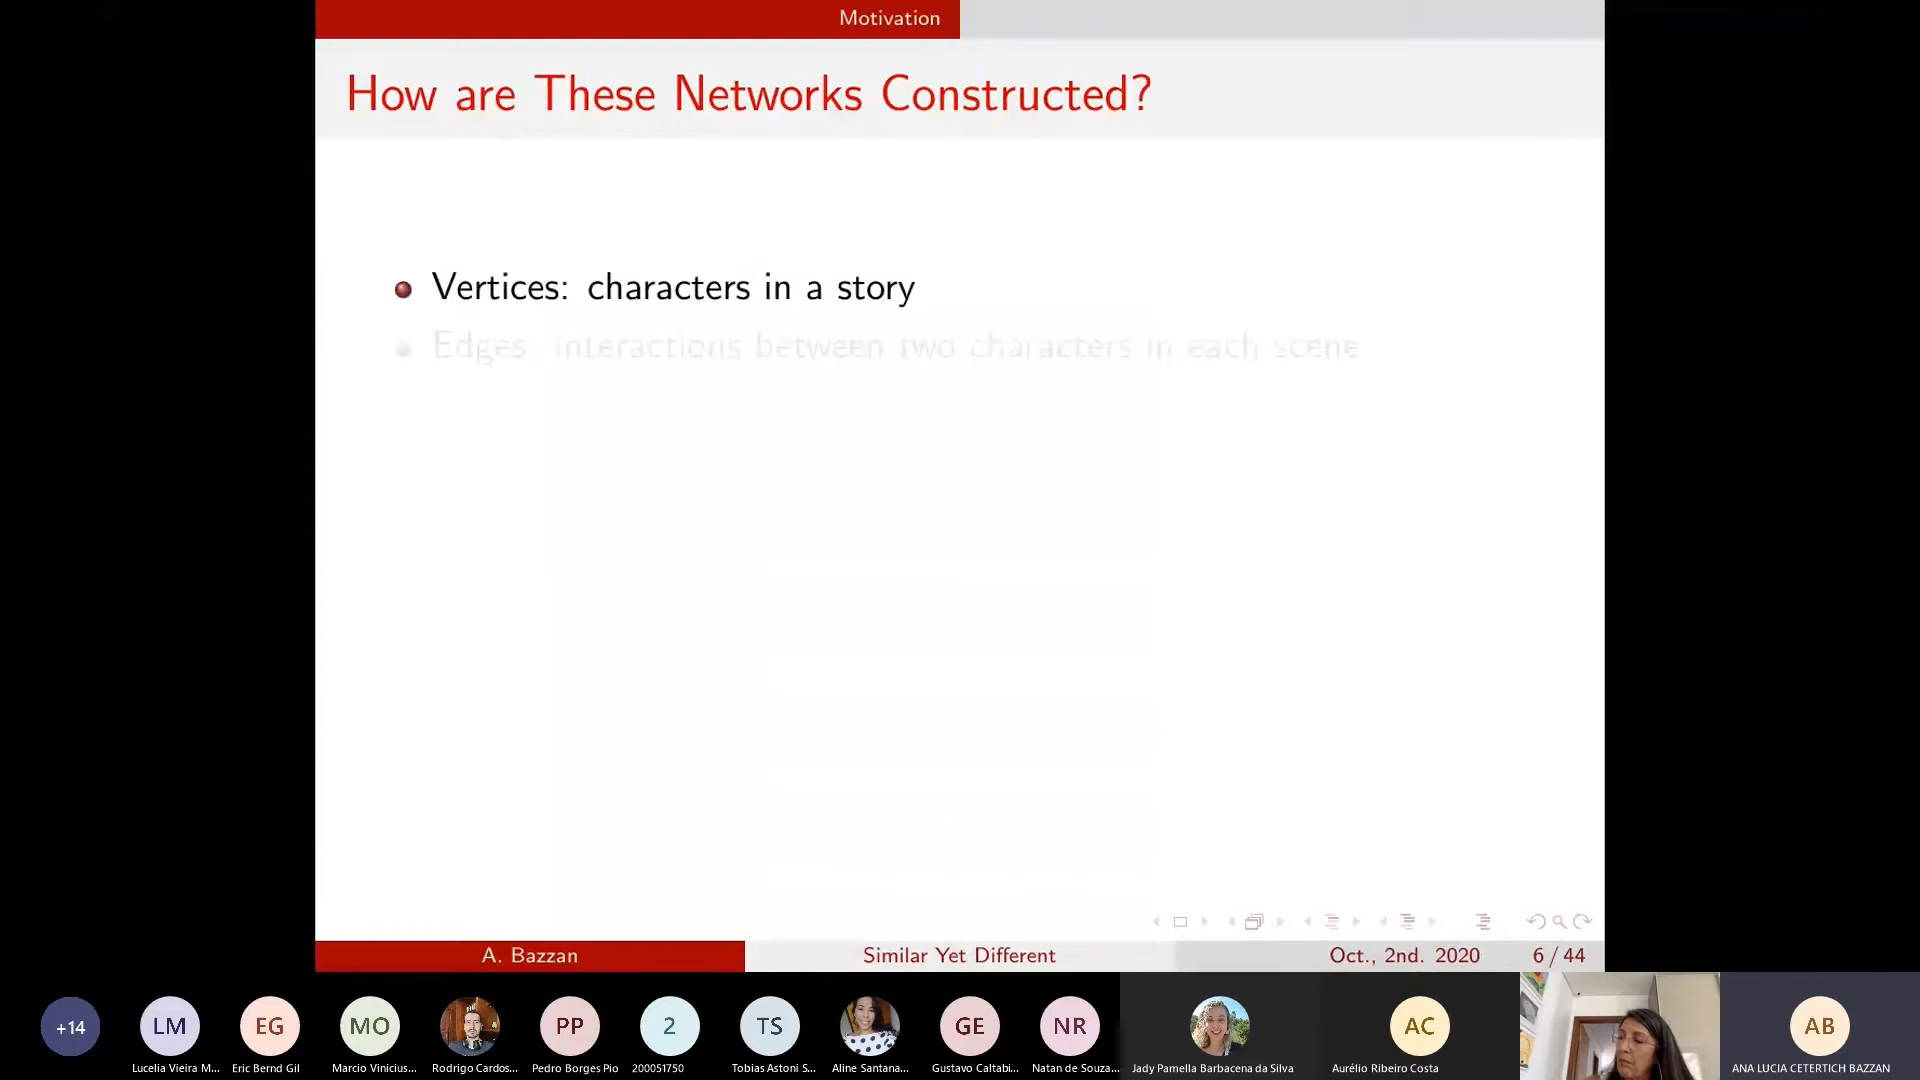 Motivation
How are These Networks Constructed?
Vertices: characters in a story
Edges: interactions between two characters in each scene
A. Bazzan
Similar Yet Different
Oct., 2nd. 2020
6 / 44
+14
LM
EG
MO
PP
2
TS
GE
NR
AC
AB
Lucelia Vieira M...
Eric Bernd Gil
Marcio Vinicius...
Rodrigo Cardos...
Pedro Borges Pio
200051750
Tobias Astoni S...
Aline Santana...
Gustavo Caltabi...
Natan de Souza...
Jady Pamella Barbacena da Silva
Aurélio Ribeiro Costa
ANA LUCIA CETERTICH BAZZAN